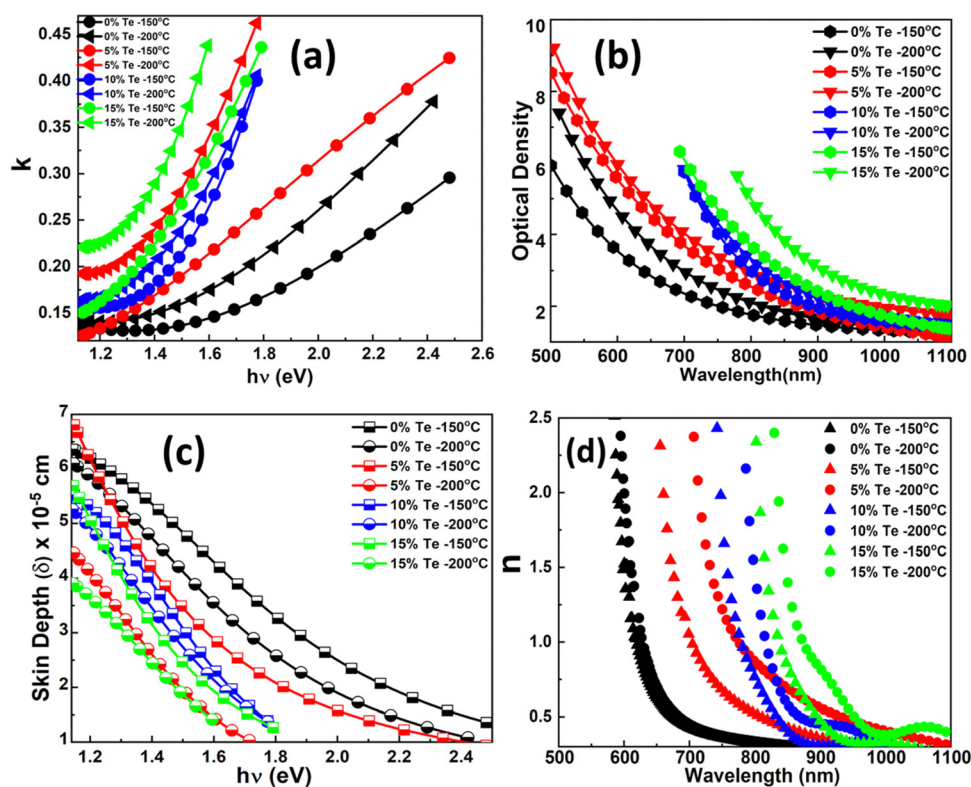 (a)
0% Te -150°C
0% Te -200°C
5% Te -150°C
5% Te -200°C
10% Te -150°C
10% Te -200°C
15% Te -150°C
15% Te -200°C
k
0.45
0.40
0.35
0.30
0.25
0.20
0.15
1.2 1.4 1.6 1.8 2.0 2.2 2.4 2.6
hν (eV)
(b)
0% Te -150°C
0% Te -200°C
5% Te -150°C
5% Te -200°C
10% Te -150°C
10% Te -200°C
15% Te -150°C
15% Te -200°C
Optical Density
10
8
6
4
2
500 600 700 800 900 1000 1100
Wavelength(nm)
(c)
0% Te -150°C
0% Te -200°C
5% Te -150°C
5% Te -200°C
10% Te -150°C
10% Te -200°C
15% Te -150°C
15% Te -200°C
Skin Depth (δ) x 10-5 cm
7
6
5
4
3
2
1
1.2 1.4 1.6 1.8 2.0 2.2 2.4
hν (eV)
(d)
0% Te -150°C
0% Te -200°C
5% Te -150°C
5% Te -200°C
10% Te -150°C
10% Te -200°C
15% Te -150°C
15% Te -200°C
n
2.5
2.0
1.5
1.0
0.5
500 600 700 800 900 1000 1100
Wavelength (nm)